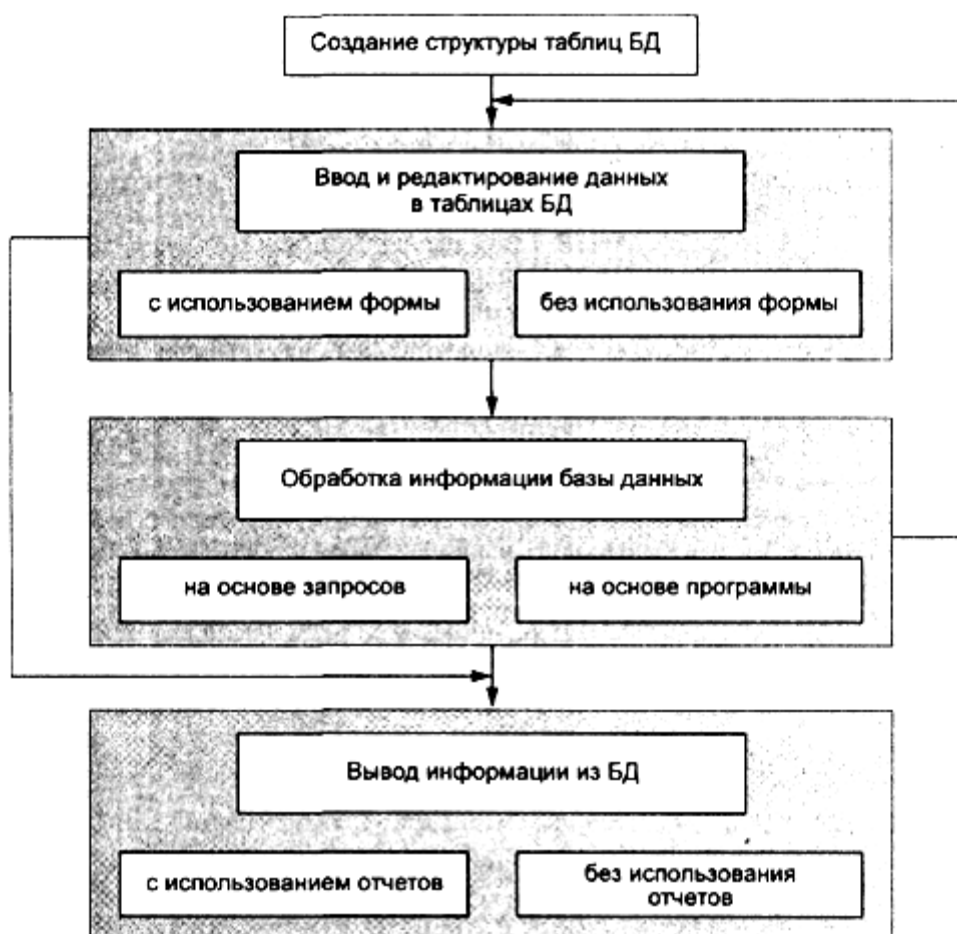 Создание структуры таблиц БД
Ввод и редактирование данных
в таблицах БД
с использованием формы
без использования формы
Обработка информации базы данных
на основе запросов
на основе программы
Вывод информации из БД
с использованием отчетов
без использования
отчетов